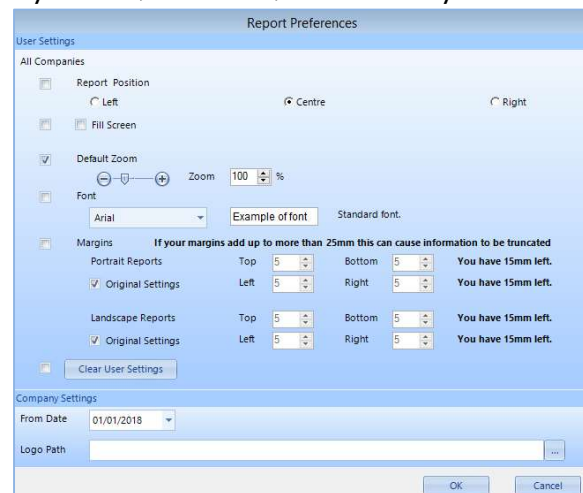 Report Preferences
User Settings
All Companies
Report Position
Left Centre Right
Fill Screen
Default Zoom
Zoom 100 %
Font
Arial Example of font Standard font.
Margins If your margins add up to more than 25mm this can cause information to be truncated
Portrait Reports Top 5 Bottom 5 You have 15mm left.
Original Settings Left 5 Right 5 You have 15mm left.
Landscape Reports Top 5 Bottom 5 You have 15mm left.
Original Settings Left 5 Right 5 You have 15mm left.
Clear User Settings
Company Settings
From Date 01/01/2018
Logo Path ...
OK Cancel